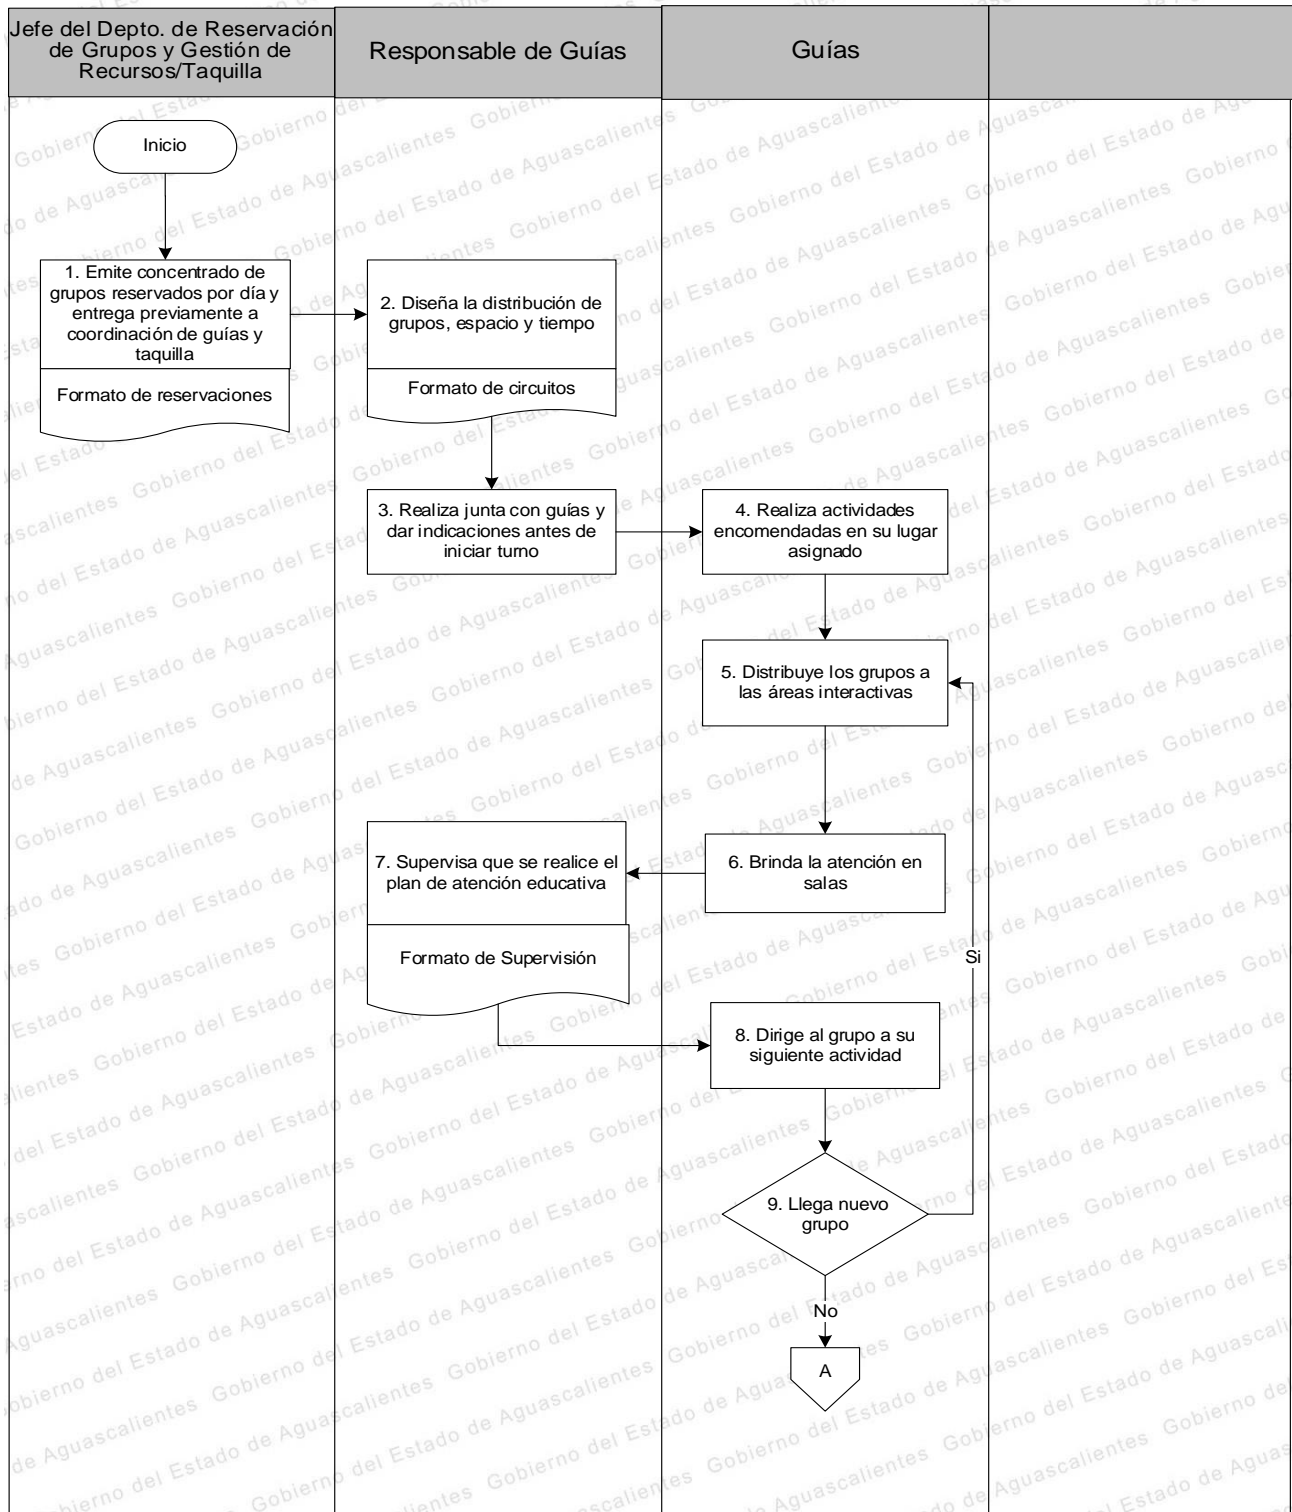 Jefe del Depto. de Reservación
de Grupos y Gestión de
Recursos/Taquilla
Responsable de Guías
Guías
Inicio
1. Emite concentrado de
grupos reservados por día y
entrega previamente a
coordinación de guías y
taquilla
Formato de reservaciones
2. Diseña la distribución de
grupos, espacio y tiempo
Formato de circuitos
3. Realiza junta con guías y
dar indicaciones antes de
iniciar turno
4. Realiza actividades
encomendadas en su lugar
asignado
5. Distribuye los grupos a
las áreas interactivas
6. Brinda la atención en
salas
7. Supervisa que se realice el
plan de atención educativa
Formato de Supervisión
8. Dirige al grupo a su
siguiente actividad
Si
9. Llega nuevo
grupo
No
A
Gobierno del Estado de Aguascalientes